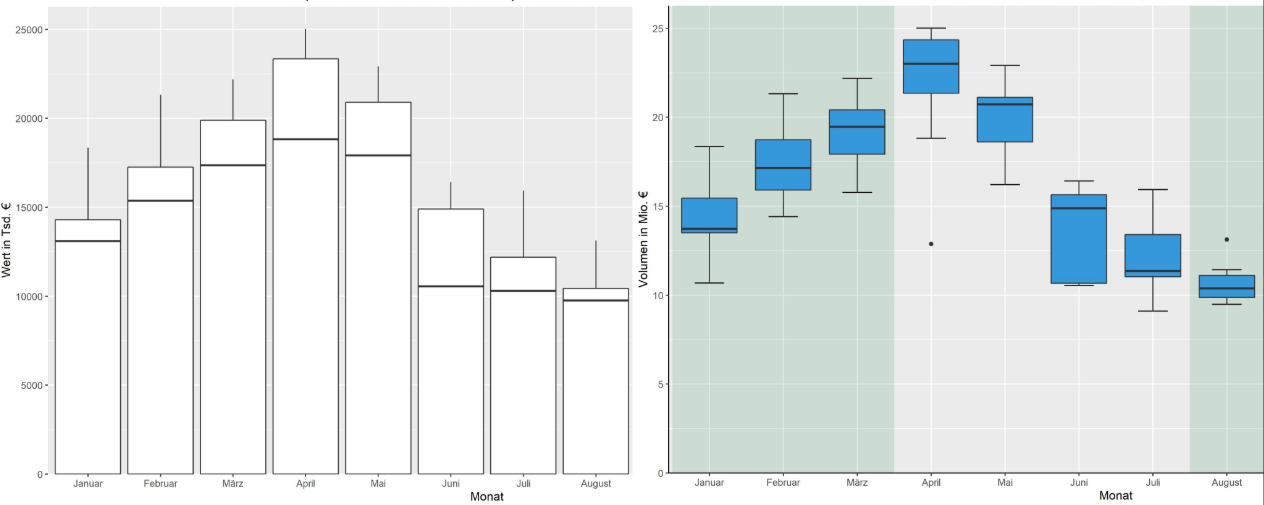 25000
20000
15000
10000
5000
0
Wert in Tsd. €
Januar Februar März April Mai Juni Juli August
Monat
25
20
15
10
5
0
Volumen in Mio. €
Januar Februar März April Mai Juni Juli August
Monat